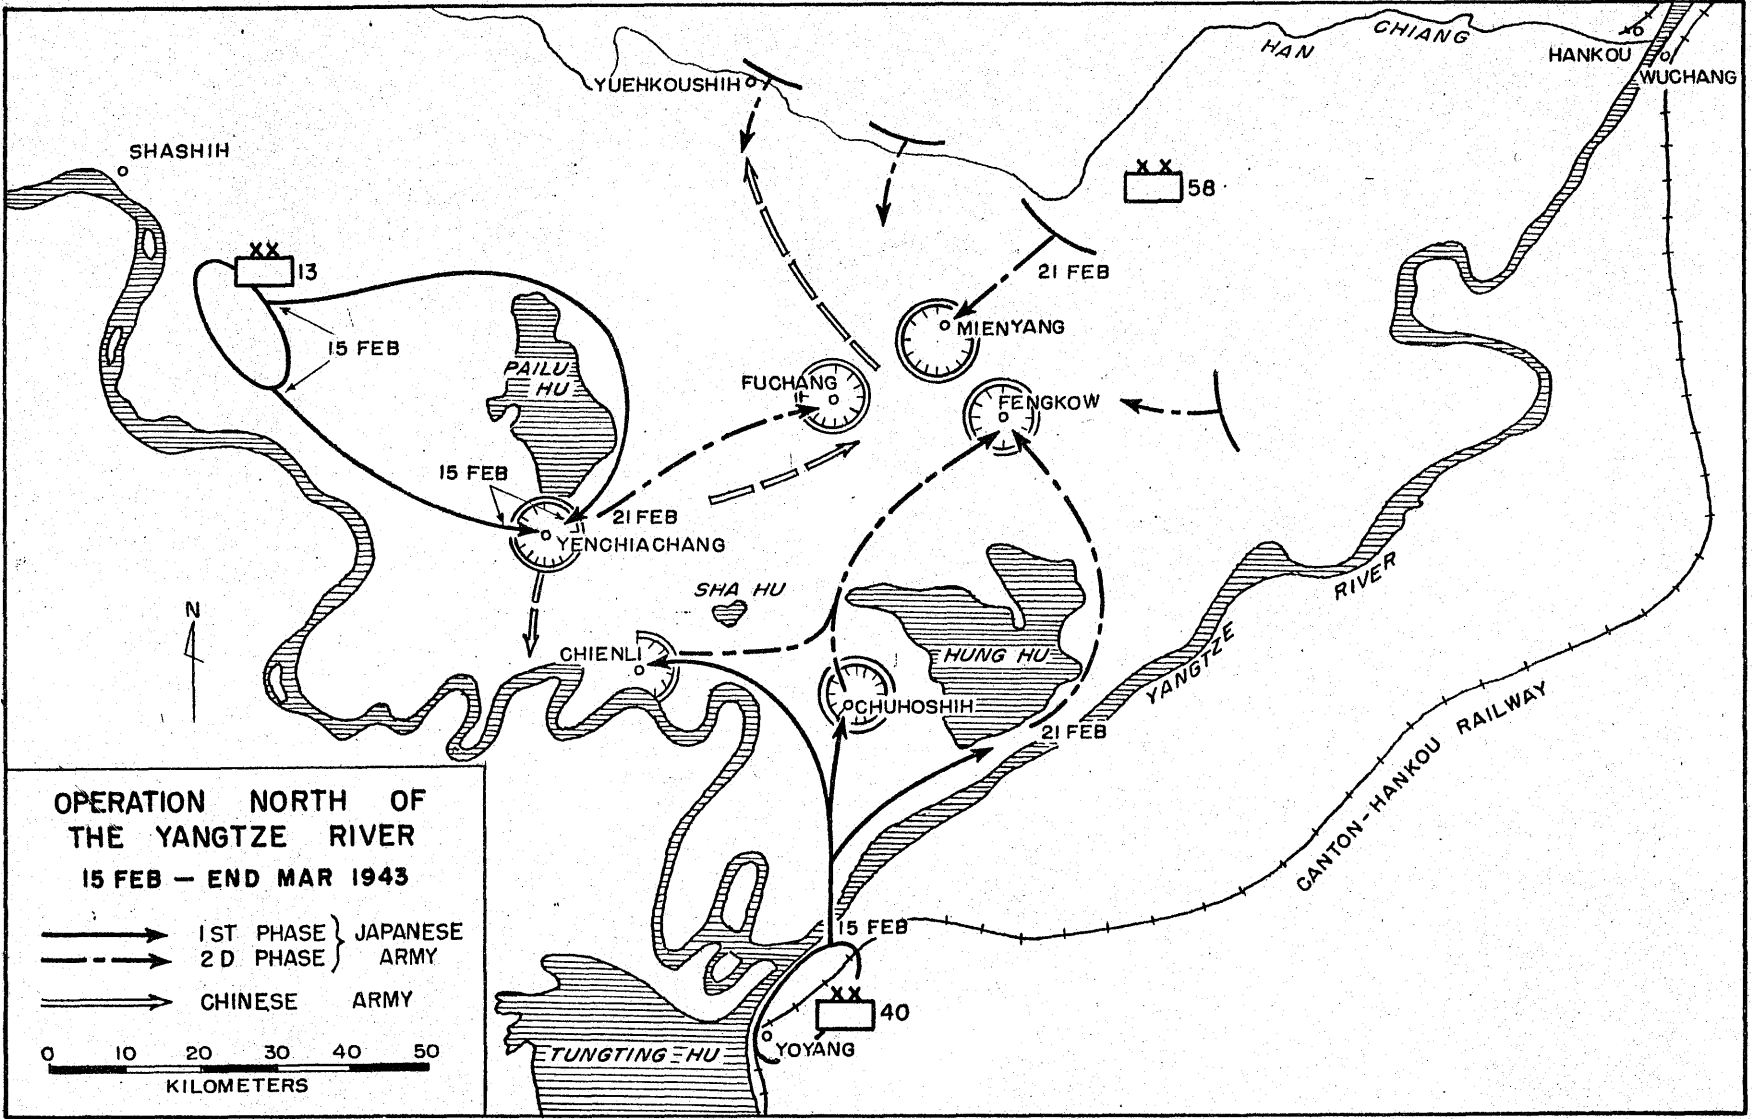 HAN CHIANG
HANKOU
WUCHANG
YUEHKOUSHIH
SHASHIH
X X
58
XX
13
21 FEB
15 FEB
MIENYANG
PAILU
HU
FUCHANG
FENGKOW
15 FEB
21 FEB
YENCHIACHANG
SHA HU
RIVER
YANGTZE
N
CHIENLI
HUNG HU
CHUHOSHIH
21 FEB
CANTON-HANKOU RAILWAY
OPERATION NORTH OF
THE YANGTZE RIVER
15 FEB — END MAR 1943
1ST PHASE } JAPANESE
2D PHASE } ARMY
CHINESE ARMY
0 10 20 30 40 50
KILOMETERS
15 FEB
XX
40
TUNGTING HU
YOYANG